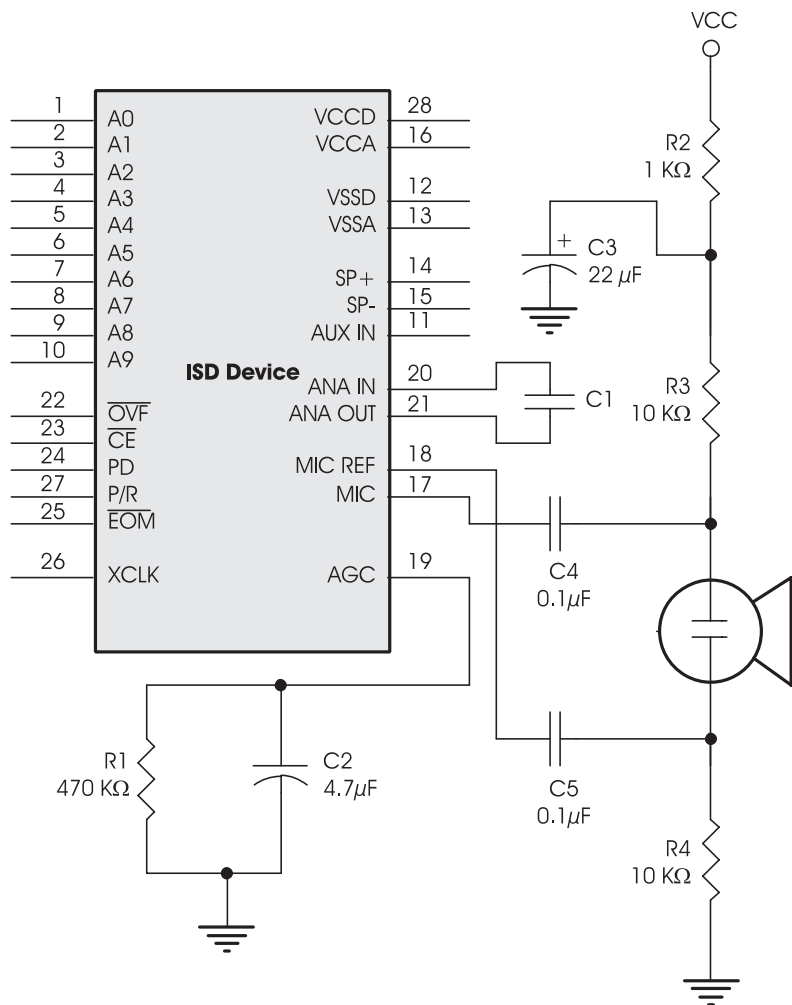 VCC
R2
1 KΩ
1 A0 VCCD 28
2 A1 VCCA 16
3 A2
4 A3 VSSD 12
5 A4 VSSA 13
6 A5
7 A6 SP+ 14
8 A7 SP- 15
9 A8 AUX IN 11
10 A9
ISD Device
ANA IN 20
22 OVF ANA OUT 21
23 CE
24 PD MIC REF 18
27 P/R MIC 17
25 EOM
26 XCLK AGC 19
+ C3
22 µF
C1
R3
10 KΩ
C4
0.1µF
R1
470 KΩ
C2
4.7µF
C5
0.1µF
R4
10 KΩ